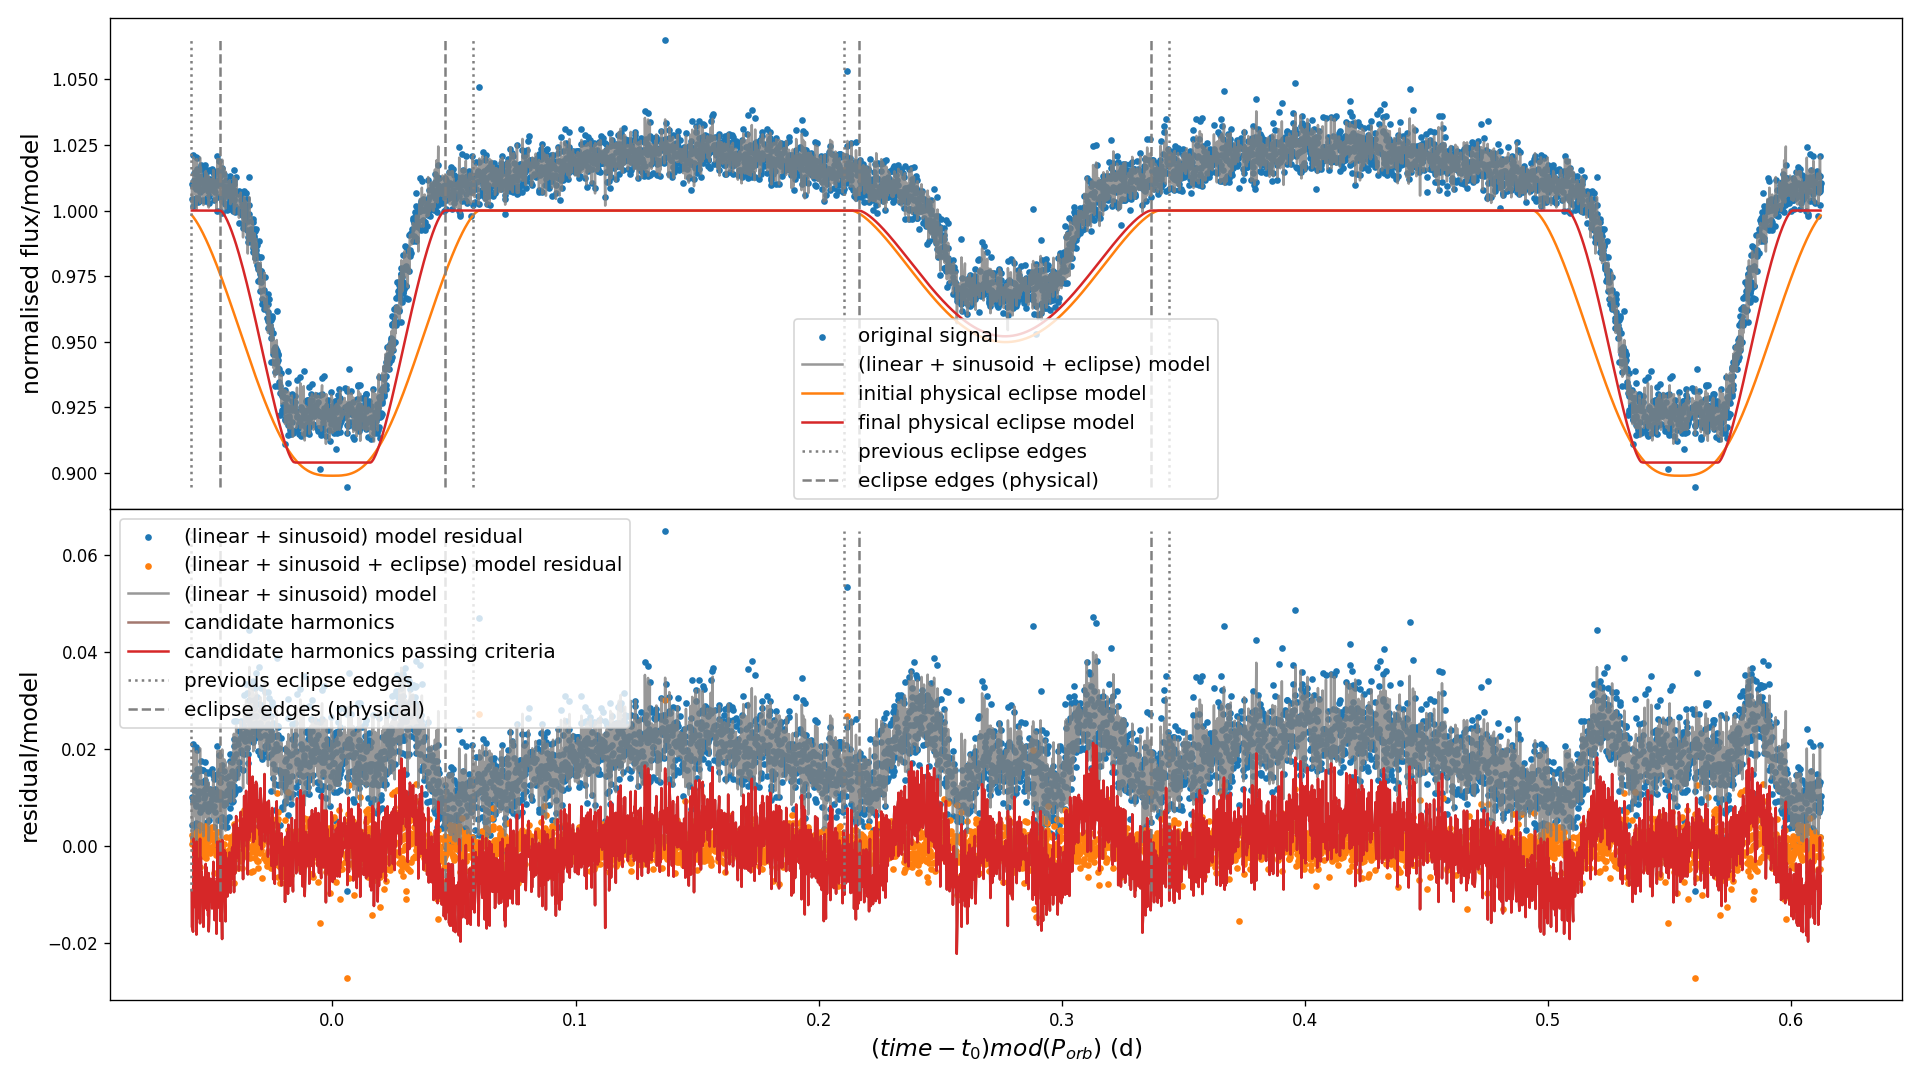 normalised flux/model
1.050
1.025
1.000
0.975
0.950
0.925
0.900
original signal
(linear + sinusoid + eclipse) model
initial physical eclipse model
final physical eclipse model
previous eclipse edges
eclipse edges (physical)
residual/model
0.06
0.04
0.02
0.00
−0.02
(linear + sinusoid) model residual
(linear + sinusoid + eclipse) model residual
(linear + sinusoid) model
candidate harmonics
candidate harmonics passing criteria
previous eclipse edges
eclipse edges (physical)
0.0 0.1 0.2 0.3 0.4 0.5 0.6
(time − t₀)mod(Pₒᵣb) (d)